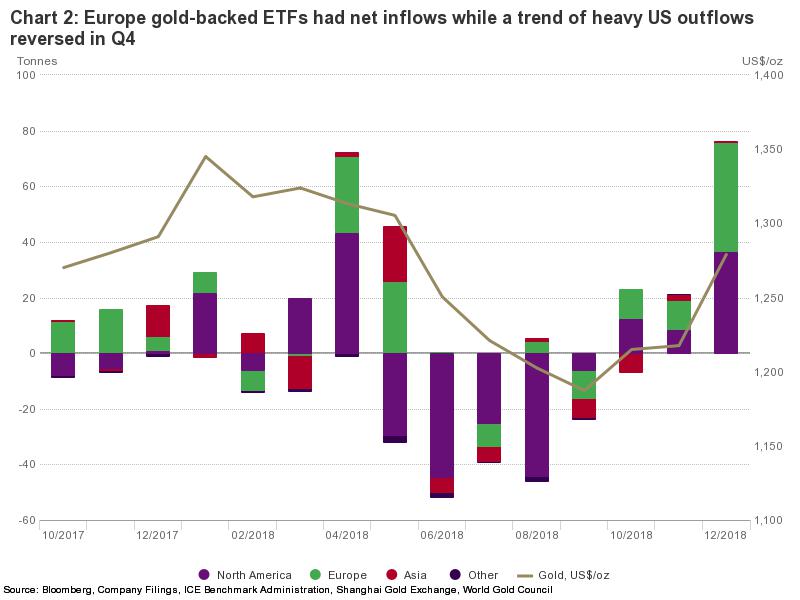 Chart 2: Europe gold-backed ETFs had net inflows while a trend of heavy US outflows
reversed in Q4
Tonnes US$/oz
100 1,400
80
1,350
60
1,300
40
20 1,250
0
1,200
-20
1,150
-40
-60 1,100
10/2017 12/2017 02/2018 04/2018 06/2018 08/2018 10/2018 12/2018
North America Europe Asia Other Gold, US$/oz
Source: Bloomberg, Company Filings, ICE Benchmark Administration, Shanghai Gold Exchange, World Gold Council